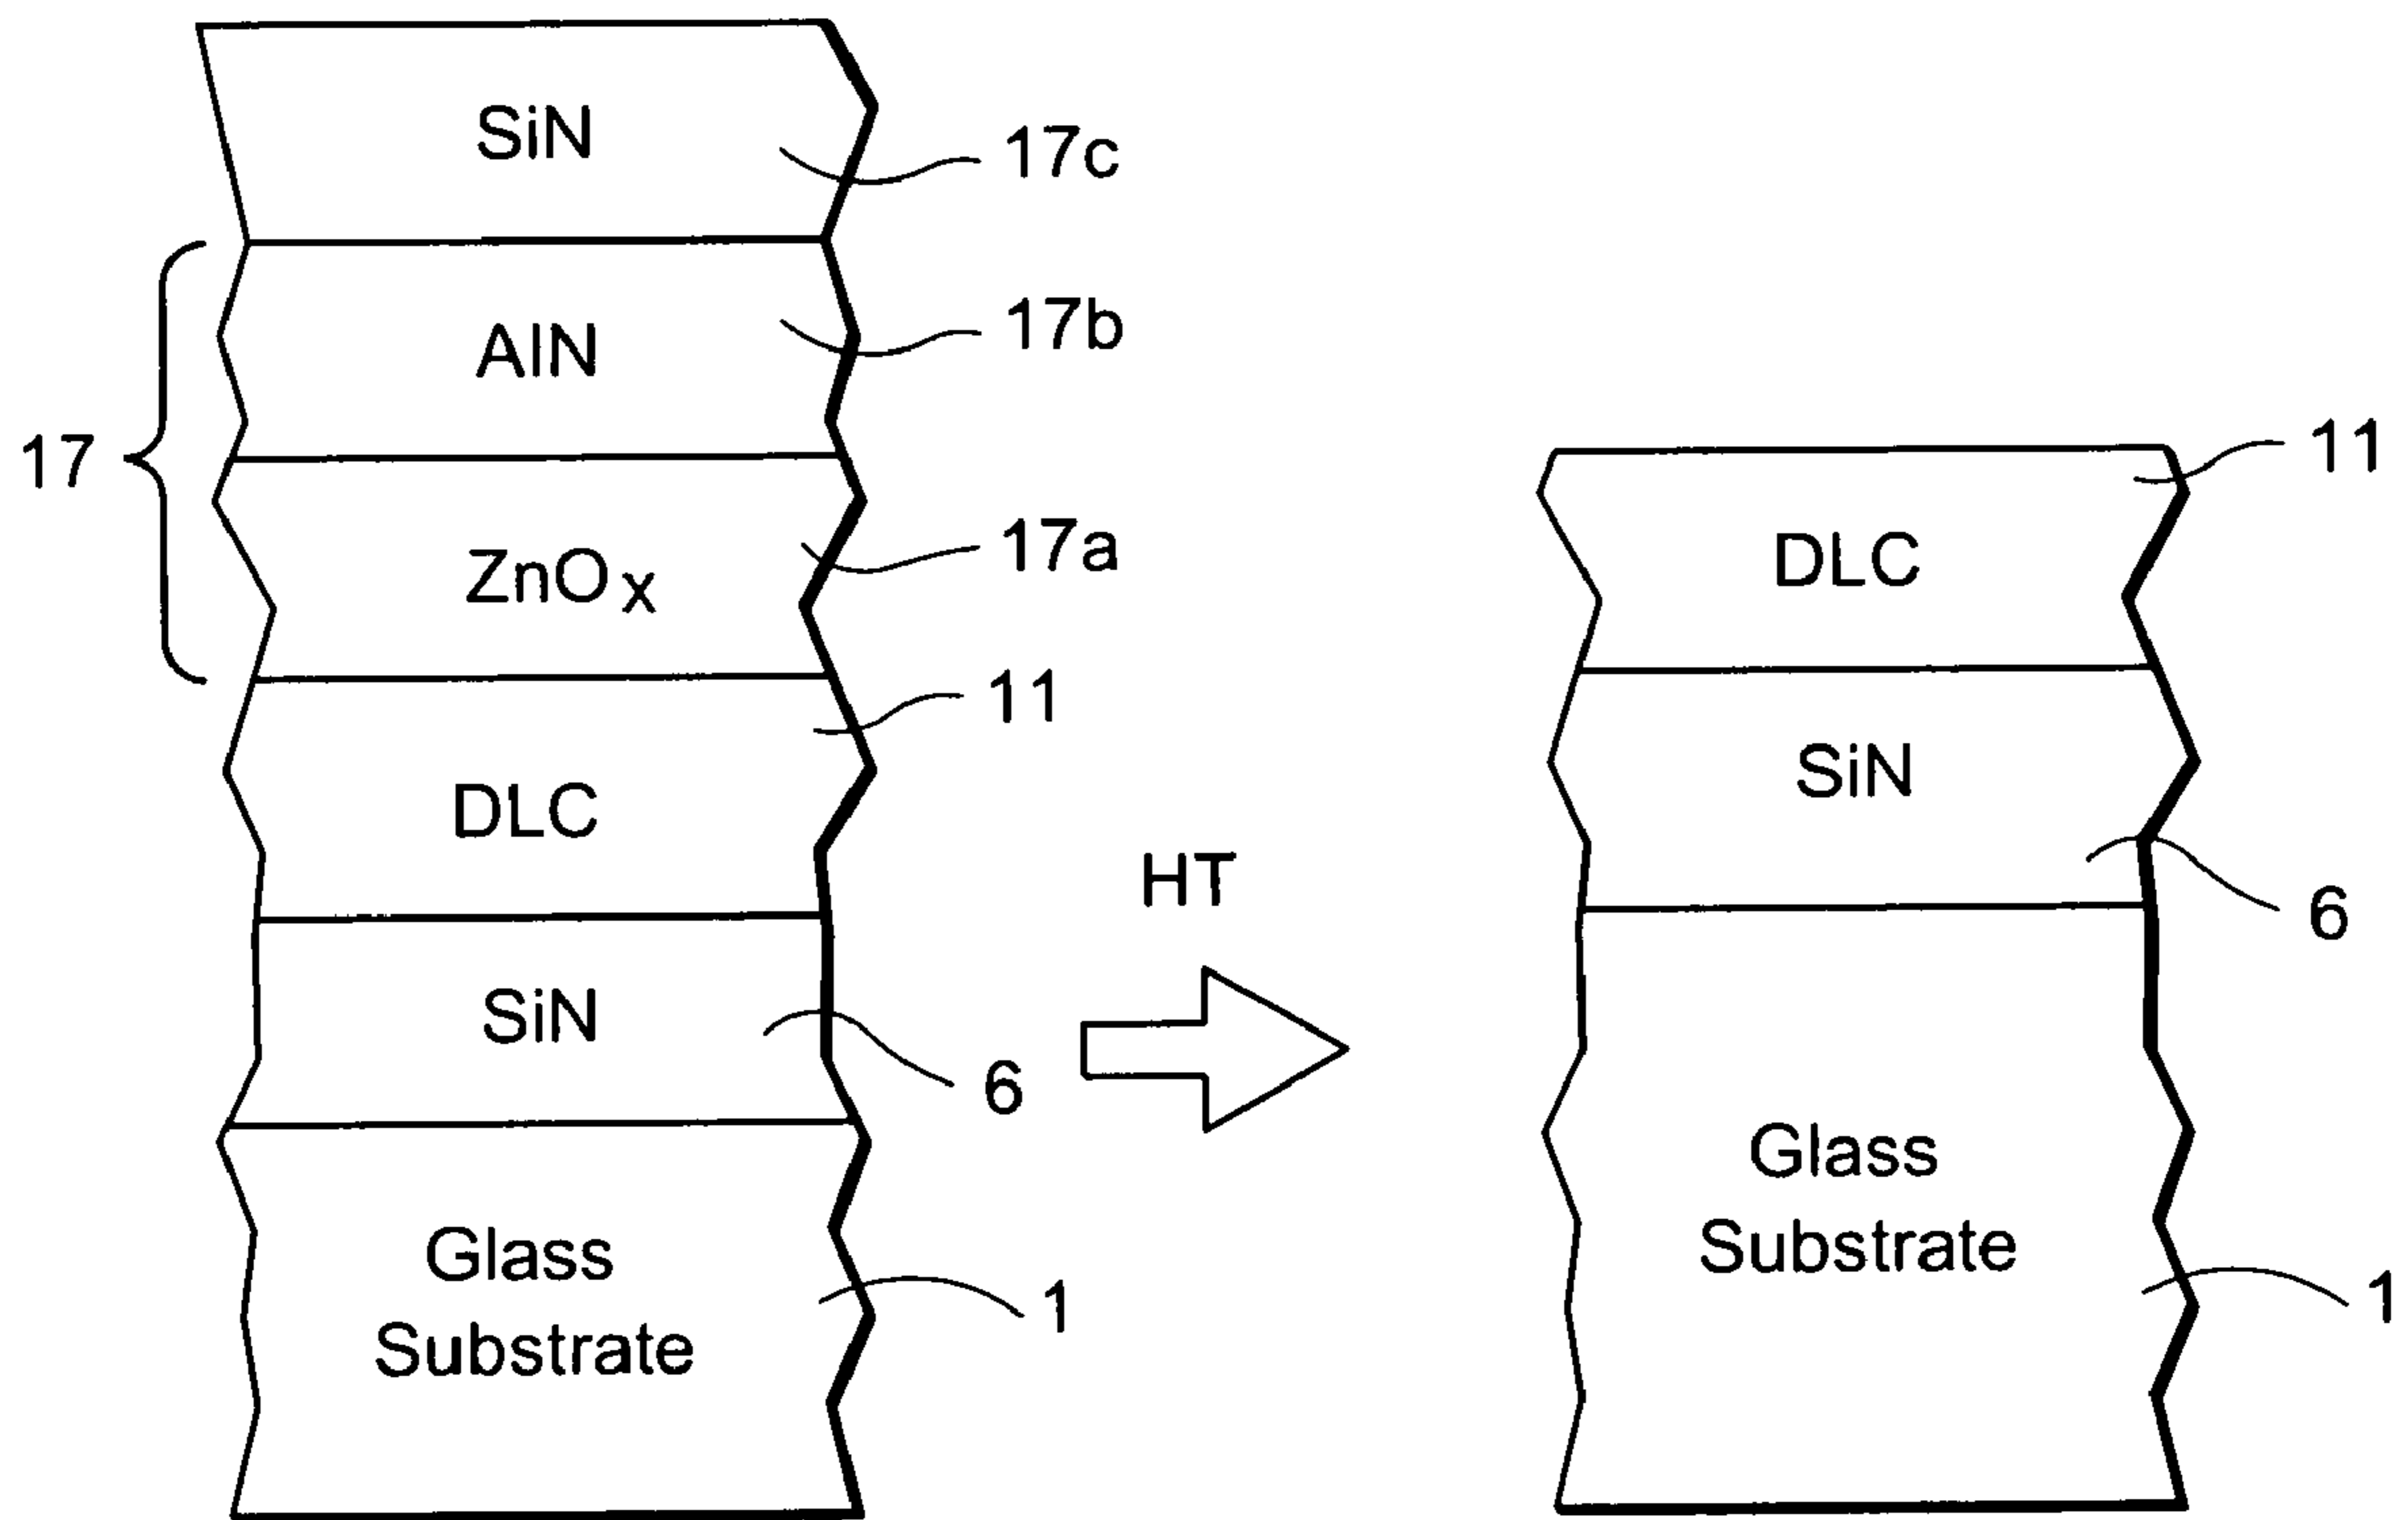 SiN
17c
17b
AlN
17
17a
ZnOx
11
DLC
SiN
6
Glass
Substrate
1
HT
11
DLC
SiN
6
Glass
Substrate
1